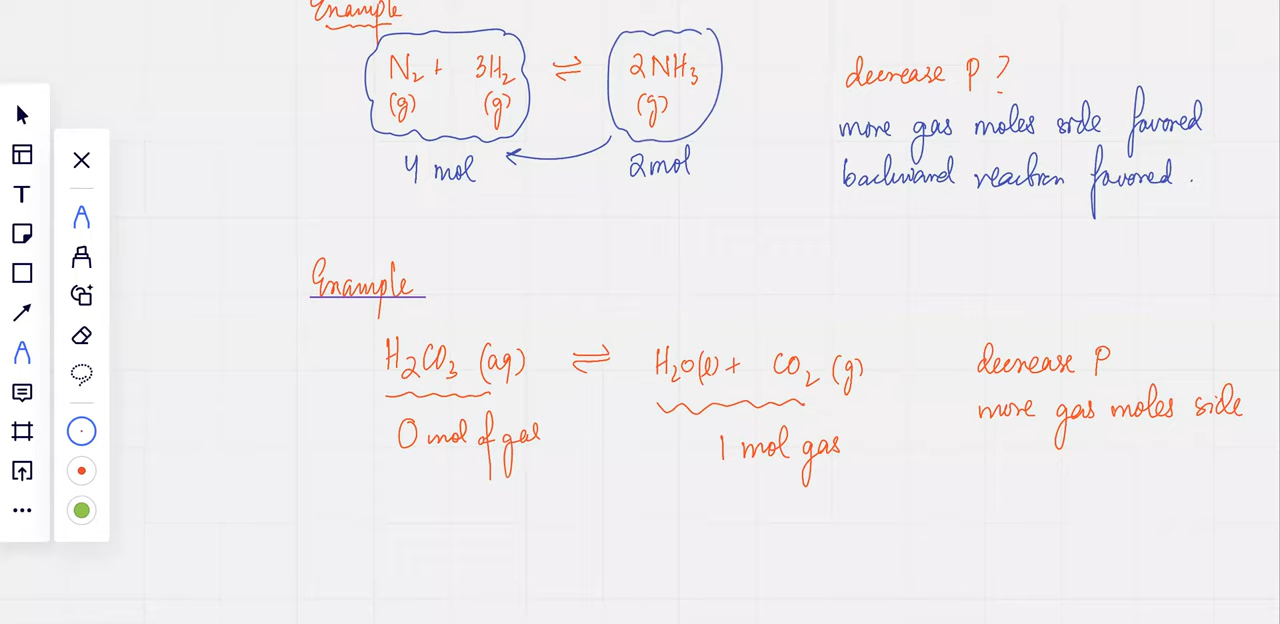 Example
N₂ + 3H₂ ⇌ 2NH₃
(g) (g) (g)
4 mol 2mol
decrease P ?
more gas moles side favored
backward reaction favored.
Example
H₂CO₃ (aq) ⇌ H₂O(l) + CO₂ (g)
0 mol of gas
1 mol gas
decrease P
more gas moles side
T